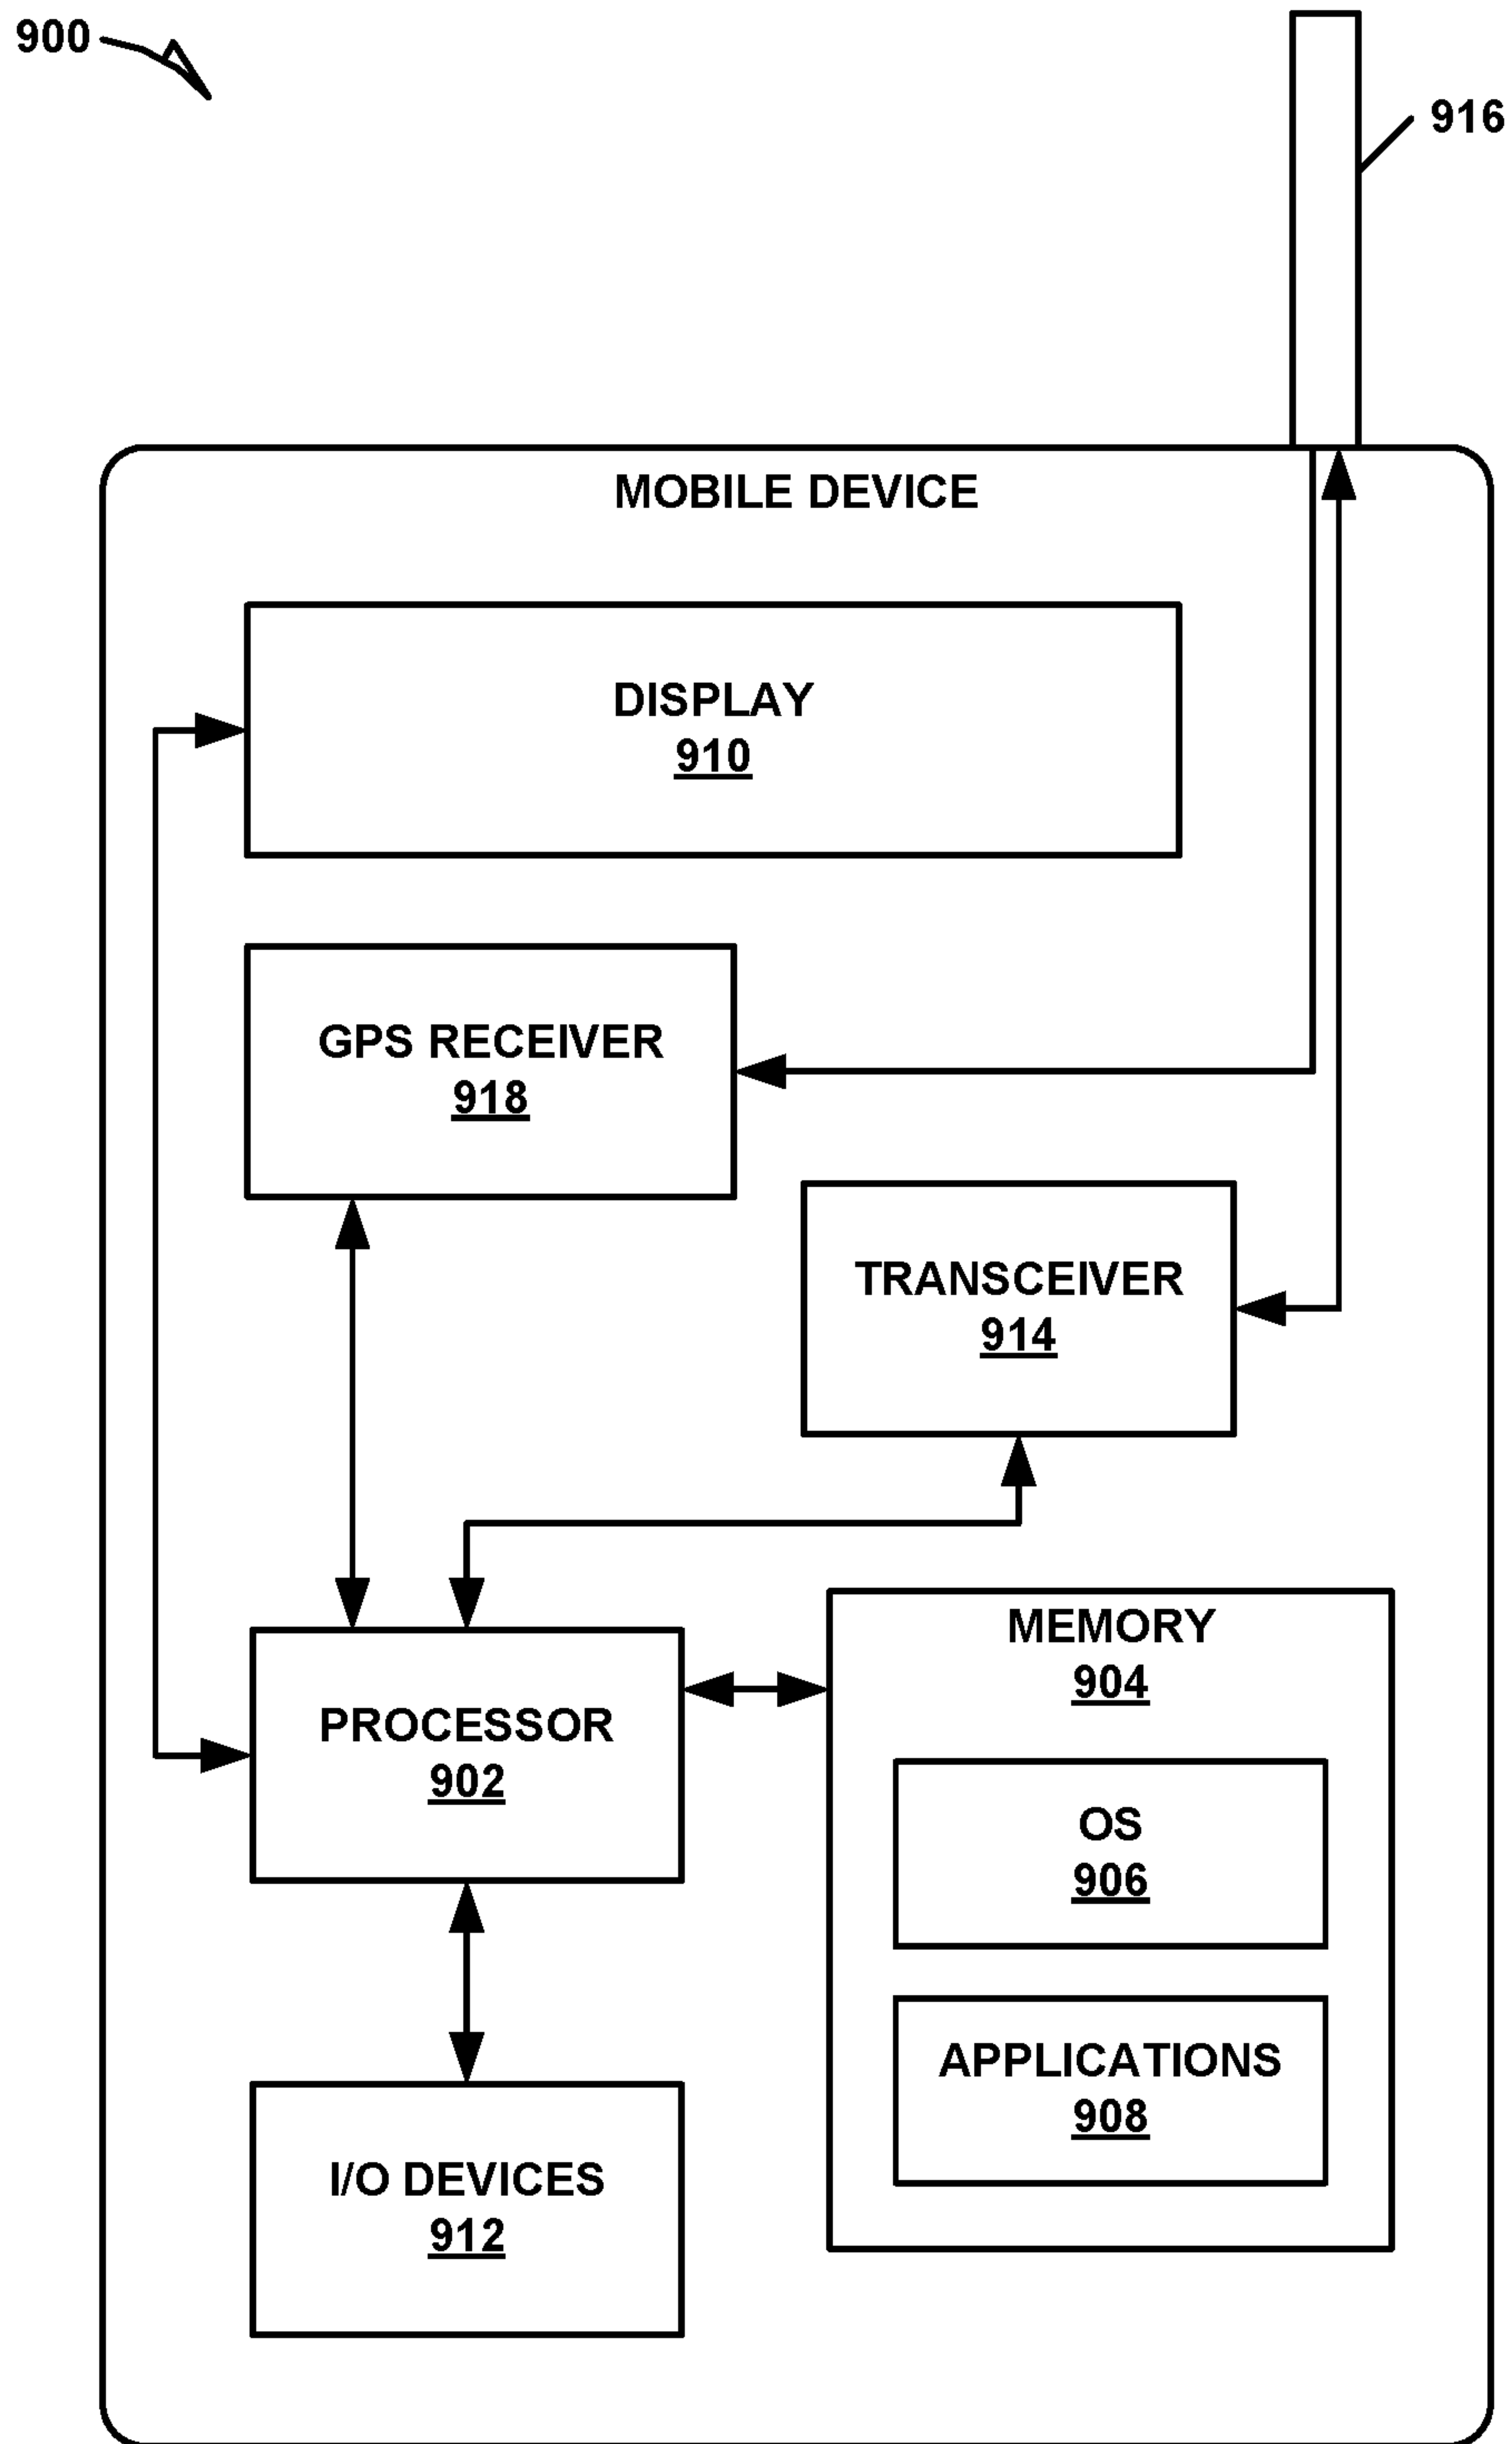 900
916
MOBILE DEVICE
DISPLAY
910
GPS RECEIVER
918
TRANSCEIVER
914
MEMORY
904
PROCESSOR
902
OS
906
APPLICATIONS
908
I/O DEVICES
912